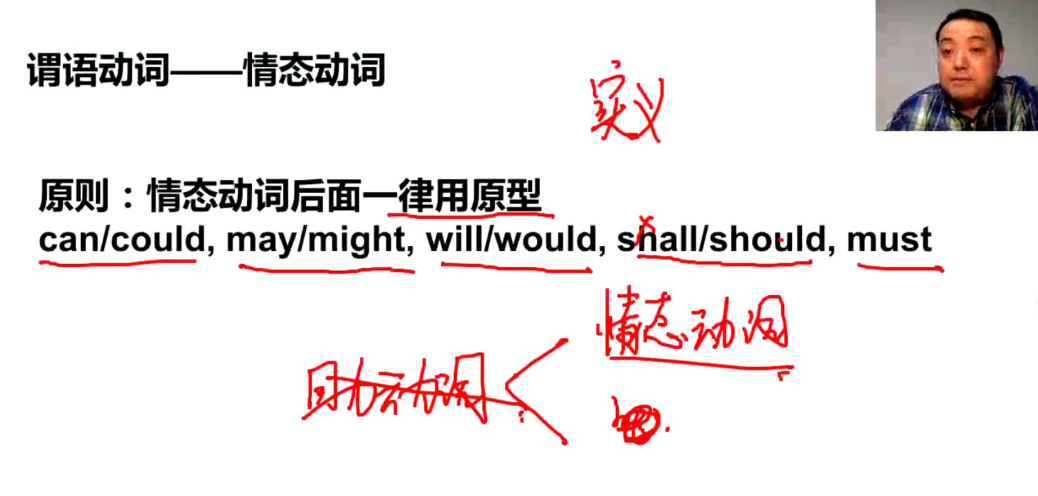 谓语动词——情态动词
实义
原则：情态动词后面一律用原型
can/could, may/might, will/would, shall/should, must
情态动词
助动词